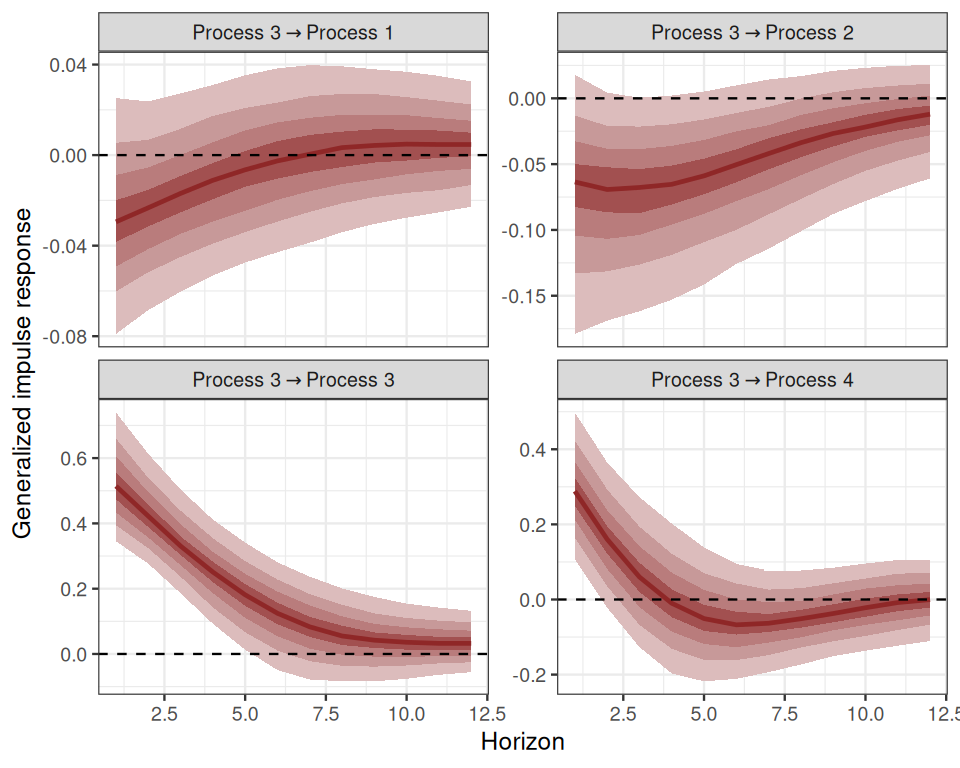 Process 3 → Process 1
Process 3 → Process 2
0.04
0.00
-0.04
-0.08
0.00
-0.05
-0.10
-0.15
Generalized impulse response
Process 3 → Process 3
Process 3 → Process 4
0.6
0.4
0.2
0.0
0.4
0.2
0.0
-0.2
2.5 5.0 7.5 10.0 12.5
2.5 5.0 7.5 10.0 12.5
Horizon